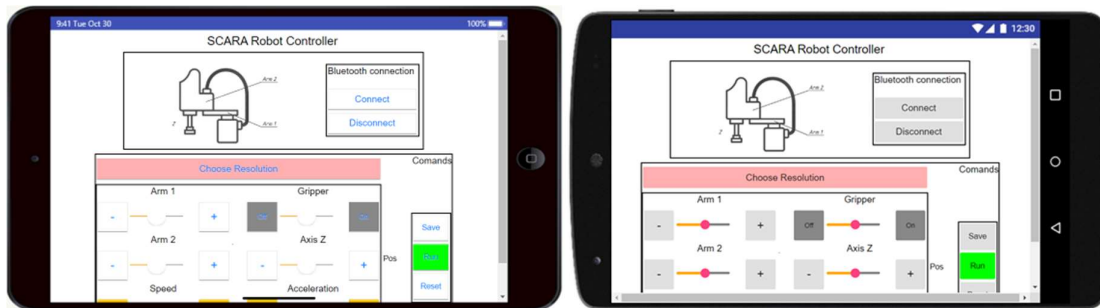 9:41 Tue Oct 30
100%
SCARA Robot Controller
Arm 2
Z
Arm 1
Bluetooth connection
Connect
Disconnect
Comands
Choose Resolution
Arm 1
Gripper
-
+
Arm 2
Axis Z
-
+
-
+
Pos
Speed
Acceleration
Save
Run
Reset
12:30
SCARA Robot Controller
Arm 2
Z
Arm 1
Bluetooth connection
Connect
Disconnect
Comands
Choose Resolution
Arm 1
Gripper
-
+
Off
On
Arm 2
Axis Z
-
+
-
+
Pos
Save
Run